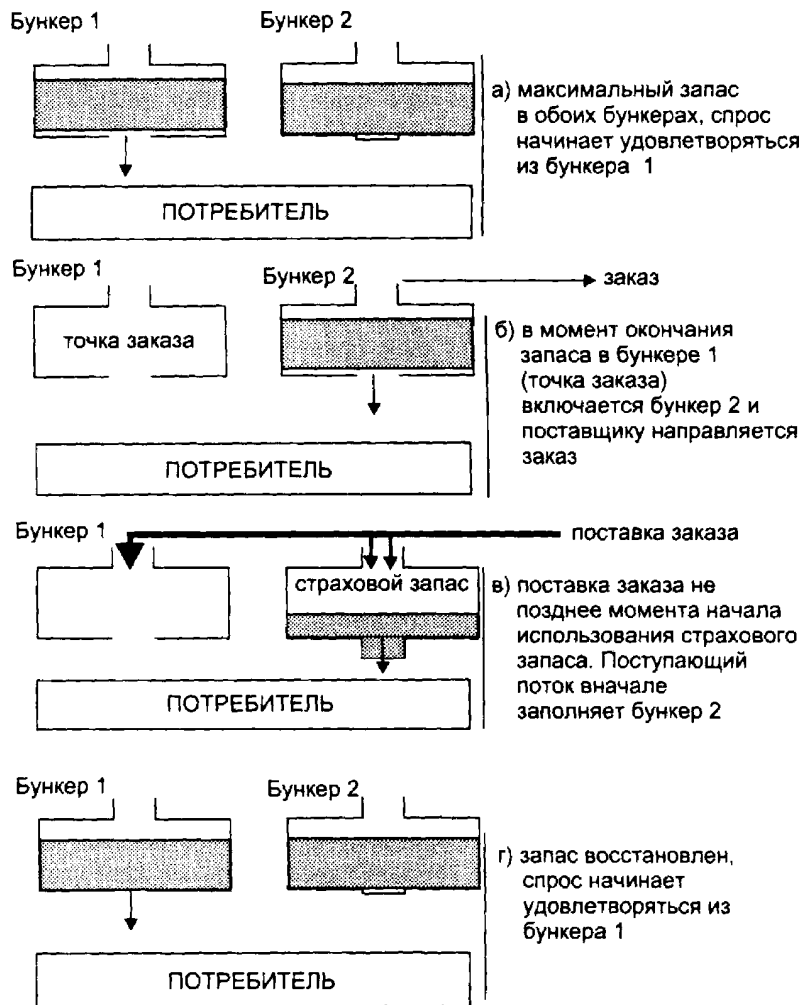 Бункер 1
Бункер 2
а) максимальный запас
в обоих бункерах, спрос
начинает удовлетворяться
из бункера 1
ПОТРЕБИТЕЛЬ
Бункер 1
Бункер 2
заказ
точка заказа
б) в момент окончания
запаса в бункере 1
(точка заказа)
включается бункер 2 и
поставщику направляется
заказ
ПОТРЕБИТЕЛЬ
Бункер 1
поставка заказа
страховой запас
в) поставка заказа не
позднее момента начала
использования страхового
запаса. Поступающий
поток вначале
заполняет бункер 2
ПОТРЕБИТЕЛЬ
Бункер 1
Бункер 2
г) запас восстановлен,
спрос начинает
удовлетворяться из
бункера 1
ПОТРЕБИТЕЛЬ